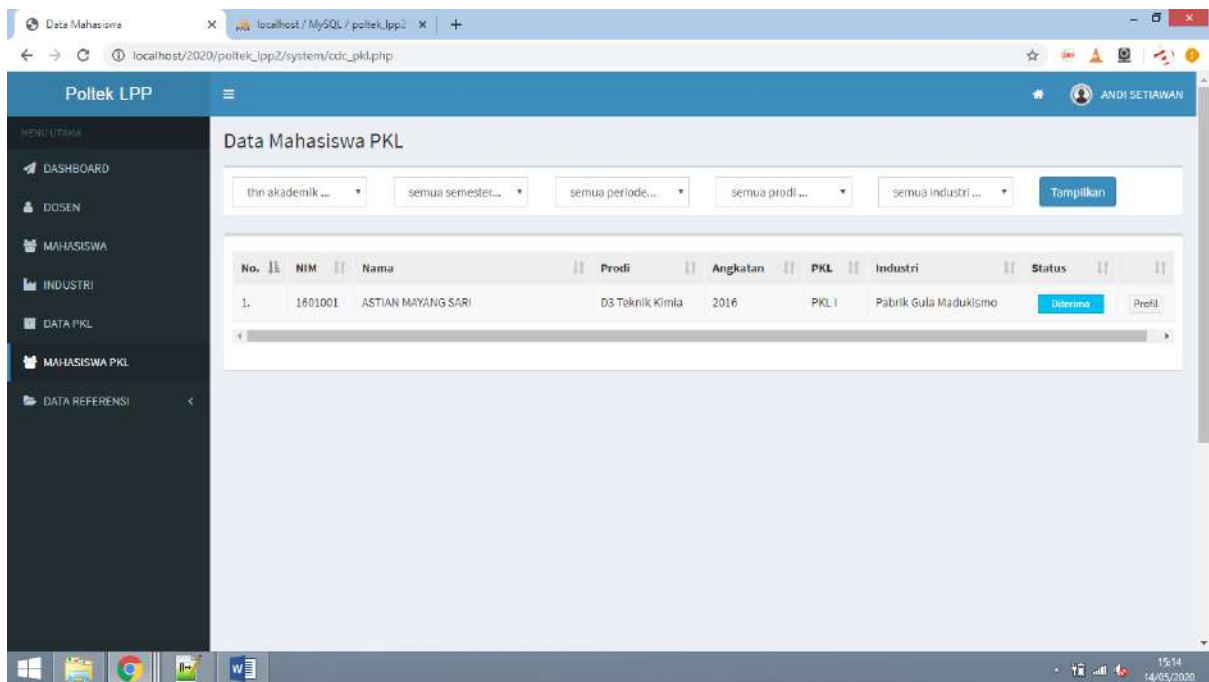 Data Mahasiswa
localhost / MySQL / poltek_lpp2
localhost/2020/poltek_lpp2/system/cdc_pkl.php
Poltek LPP
ANDI SETIAWAN
MENU UTAMA
DASHBOARD
DOSEN
MAHASISWA
INDUSTRI
DATA PKL
MAHASISWA PKL
DATA REFERENSI
Data Mahasiswa PKL
thn akademik ... semua semester... semua periode... semua prodi ... semua industri ... Tampilkan
No. NIM Nama Prodi Angkatan PKL Industri Status
1. 1601001 ASTIAN MAYANG SARI D3 Teknik Kimia 2016 PKL I Pabrik Gula Madukismo Diterima Profil
15:14
14/05/2020